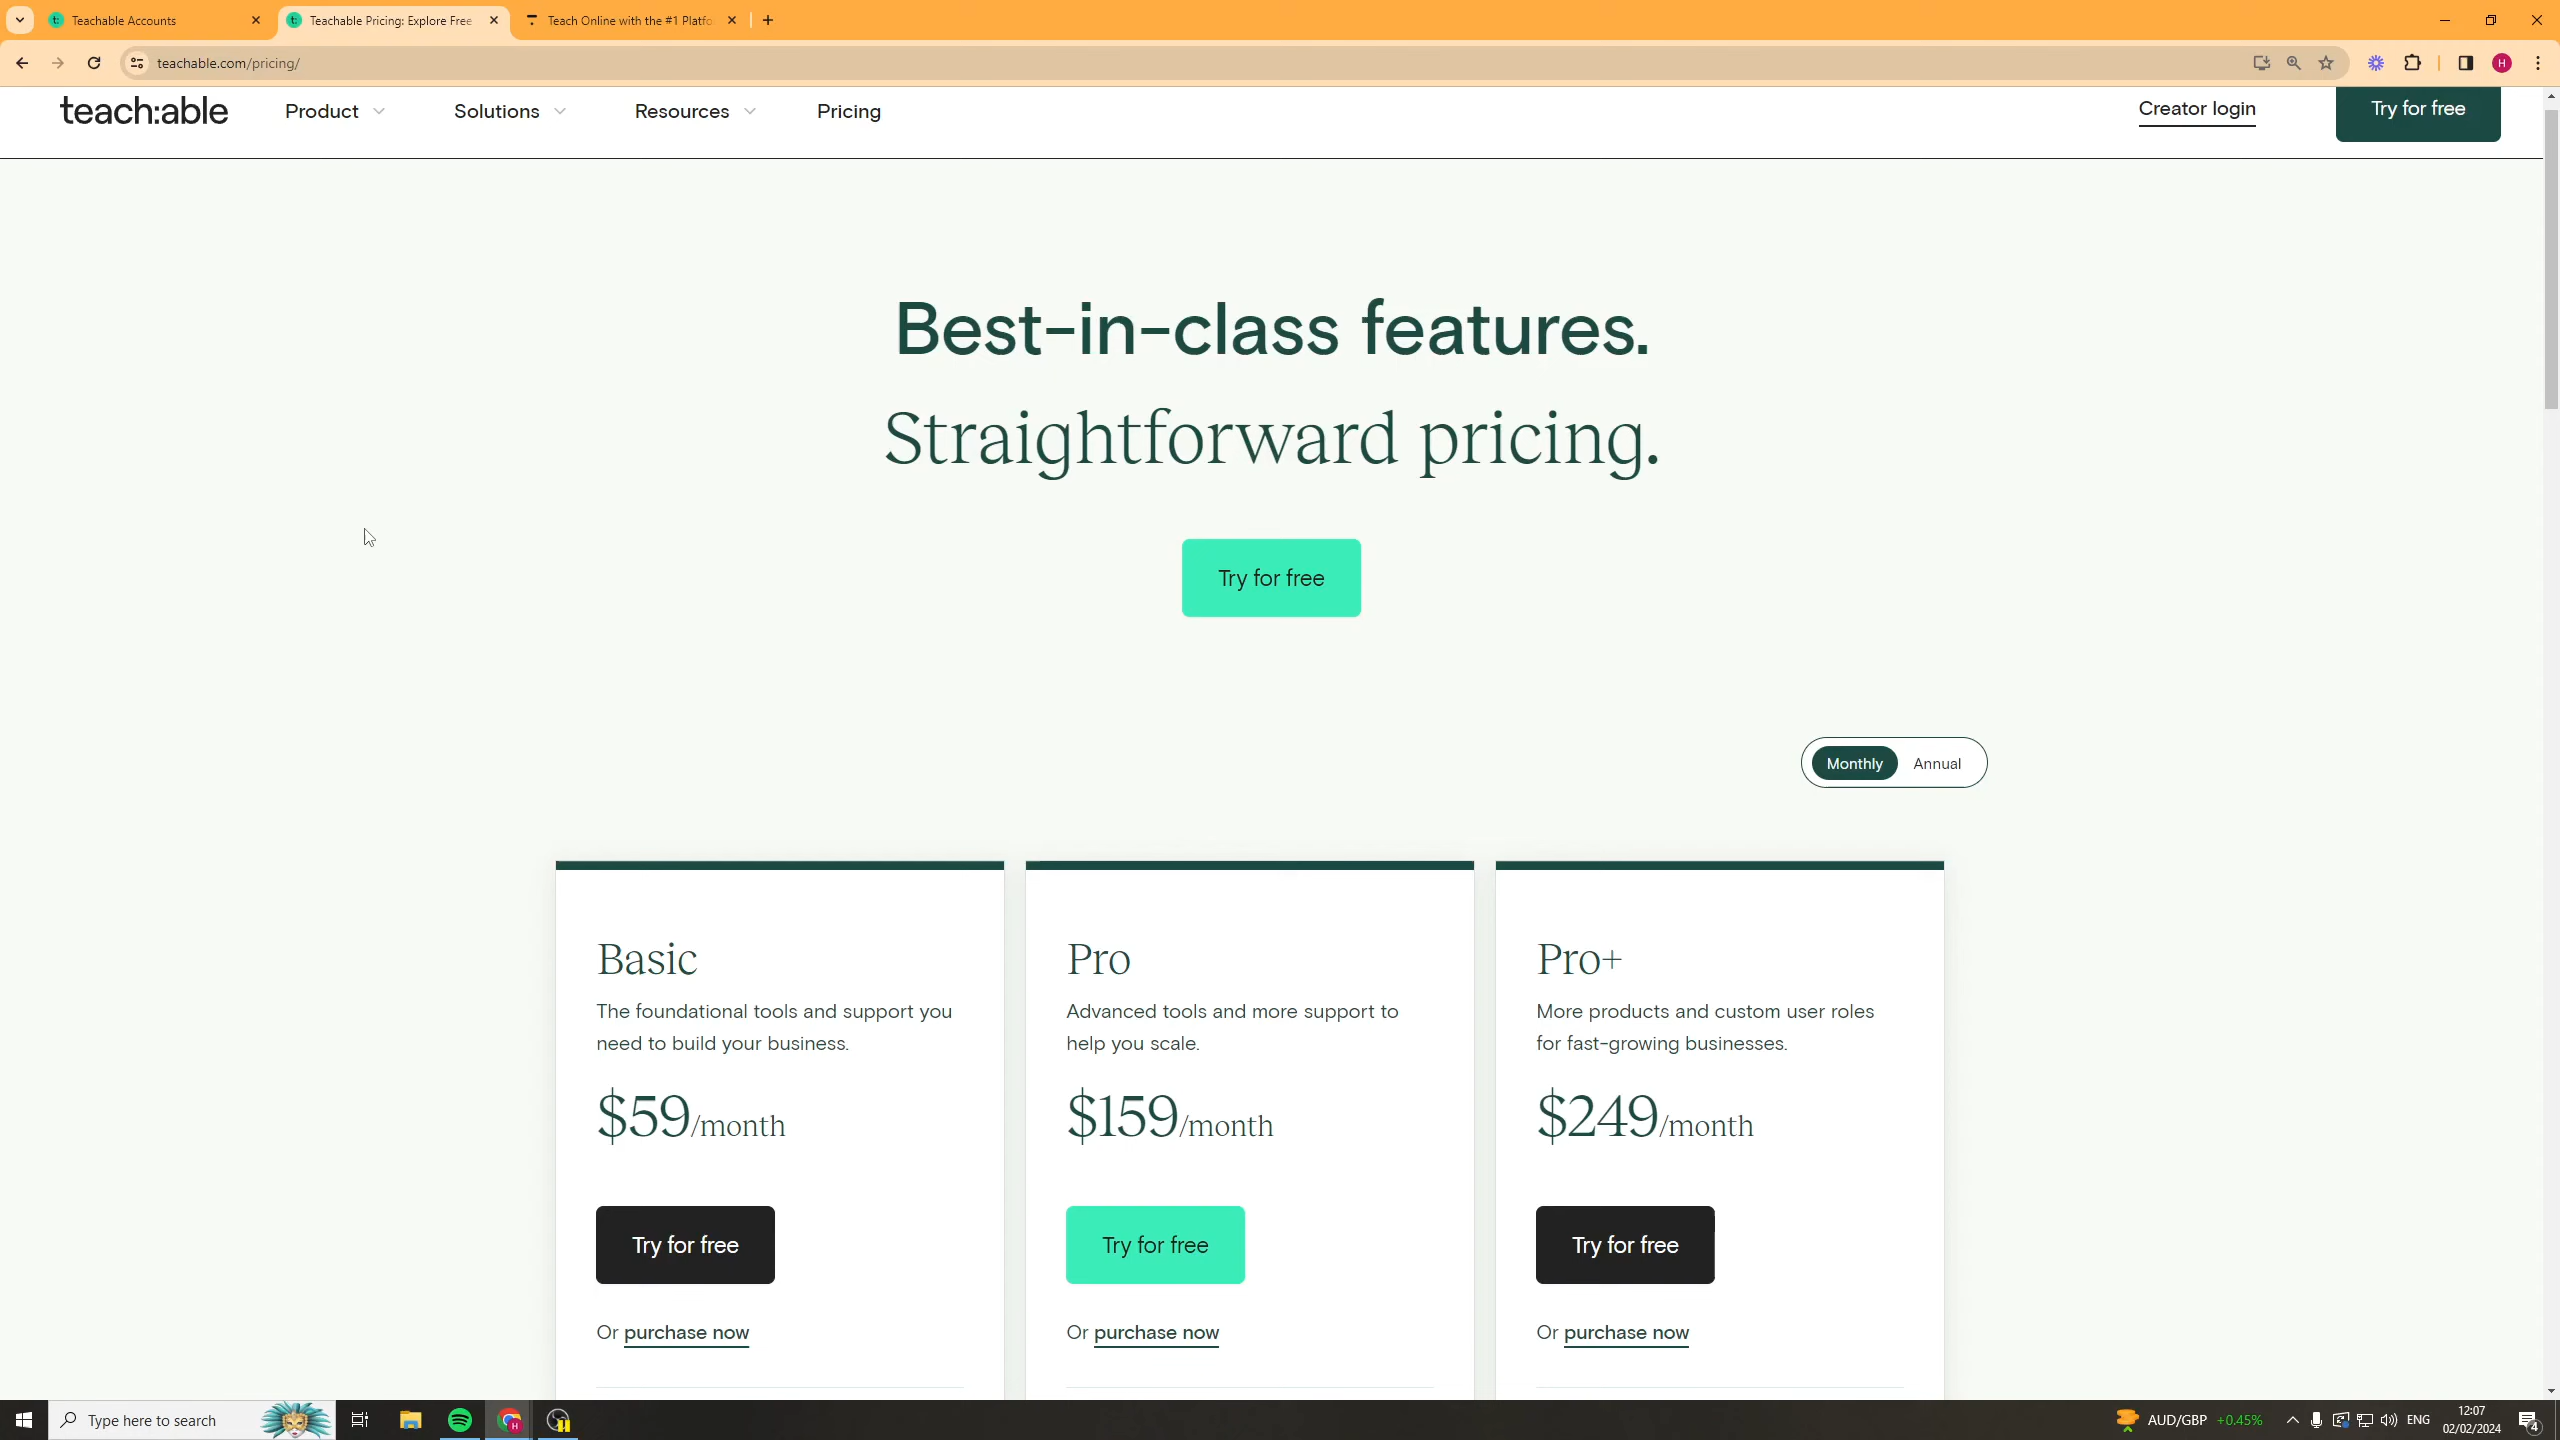 Teachable Accounts
Teachable Pricing: Explore Free
Teach Online with the #1 Platfo
teachable.com/pricing/
H
teach:able
Product
Solutions
Resources
Pricing
Creator login
Try for free
Best-in-class features.
Straightforward pricing.
Try for free
Monthly
Annual
Basic
The foundational tools and support you
need to build your business.
$59/month
Try for free
Or purchase now
Pro
Advanced tools and more support to
help you scale.
$159/month
Try for free
Or purchase now
Pro+
More products and custom user roles
for fast-growing businesses.
$249/month
Try for free
Or purchase now
Type here to search
AUD/GBP +0.45%
ENG
12:07
02/02/2024
4